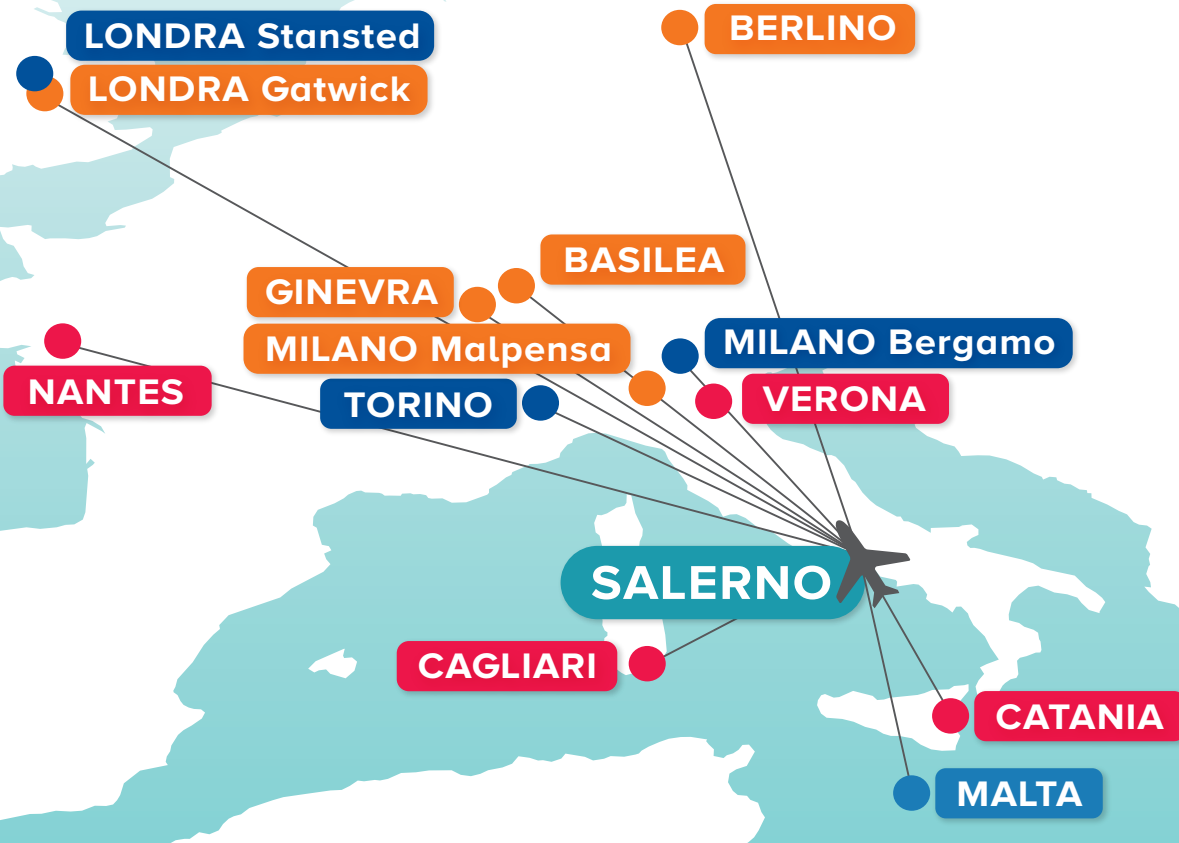 LONDRA Stansted
BERLINO
LONDRA Gatwick
BASILEA
GINEVRA
MILANO Malpensa
MILANO Bergamo
NANTES
TORINO
VERONA
SALERNO
CAGLIARI
CATANIA
MALTA